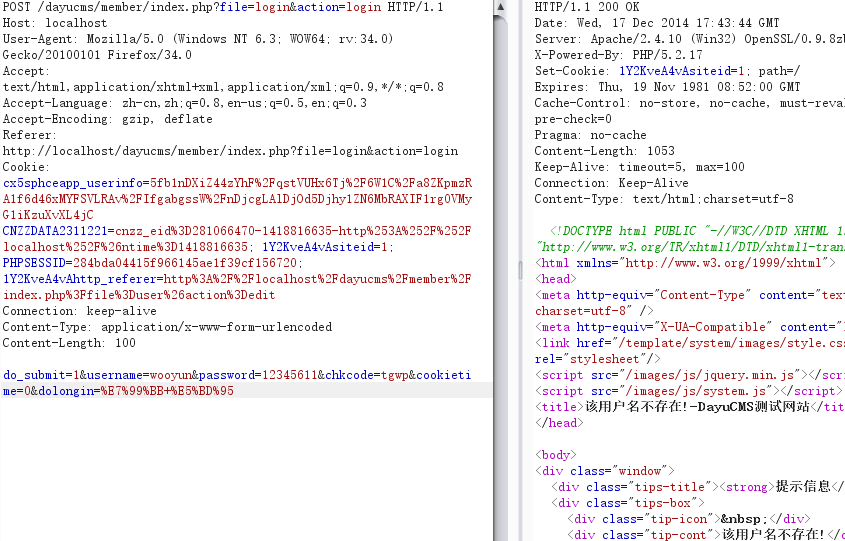 POST /dayucms/member/index.php?file=login&action=login HTTP/1.1
Host: localhost
User-Agent: Mozilla/5.0 (Windows NT 6.3; WOW64; rv:34.0)
Gecko/20100101 Firefox/34.0
Accept:
text/html,application/xhtml+xml,application/xml;q=0.9,*/*;q=0.8
Accept-Language: zh-cn,zh;q=0.8,en-us;q=0.5,en;q=0.3
Accept-Encoding: gzip, deflate
Referer:
http://localhost/dayucms/member/index.php?file=login&action=login
Cookie:
cx5sphceapp_userinfo=5fb1nDXiZ44zYhF%2FqstVUHx6Tj%2F6W1C%2Fa8ZKpmzR
A1f6d46xMYFSVLRAv%2FIfgabgssW%2FnDjcgLAlDjOd5Djhy1ZN6MbRAXIF1rg0VMy
G1iKzuXvXL4jC
CNZZDATA2311221=cnzz_eid%3D281066470-1418816635-http%253A%252F%252F
localhost%252F%26ntime%3D1418816635; 1Y2KveA4vAsiteid=1;
PHPSESSID=284bda04415f966145ae1f39cf156720;
1Y2KveA4vAhttp_referer=http%3A%2F%2Flocalhost%2Fdayucms%2Fmember%2F
index.php%3Ffile%3Duser%26action%3Dedit
Connection: keep-alive
Content-Type: application/x-www-form-urlencoded
Content-Length: 100
do_submit=1&username=wooyun&password=12345611&chkcode=tgwp&cookieti
me=0&dolongin=%E7%99%BB+%E5%BD%95
HTTP/1.1 200 OK
Date: Wed, 17 Dec 2014 17:43:44 GMT
Server: Apache/2.4.10 (Win32) OpenSSL/0.9.8zb
X-Powered-By: PHP/5.2.17
Set-Cookie: 1Y2KveA4vAsiteid=1; path=/
Expires: Thu, 19 Nov 1981 08:52:00 GMT
Cache-Control: no-store, no-cache, must-reval
pre-check=0
Pragma: no-cache
Content-Length: 1053
Keep-Alive: timeout=5, max=100
Connection: Keep-Alive
Content-Type: text/html;charset=utf-8
<!DOCTYPE html PUBLIC "-//W3C//DTD XHTML 1.
"http://www.w3.org/TR/xhtml1/DTD/xhtml1-tran
<html xmlns="http://www.w3.org/1999/xhtml">
<head>
<meta http-equiv="Content-Type" content="tex
charset=utf-8" />
<meta http-equiv="X-UA-Compatible" content="
<link href="/template/system/images/style.css
rel="stylesheet"/>
<script src="/images/js/jquery.min.js"></scri
<script src="/images/js/system.js"></script>
<title>该用户名不存在!-DayuCMS测试网站</tit
</head>
<body>
<div class="window">
<div class="tips-title"><strong>提示信息</
<div class="tips-box">
<div class="tip-icon">&nbsp;</div>
<div class="tip-cont">该用户名不存在!</d